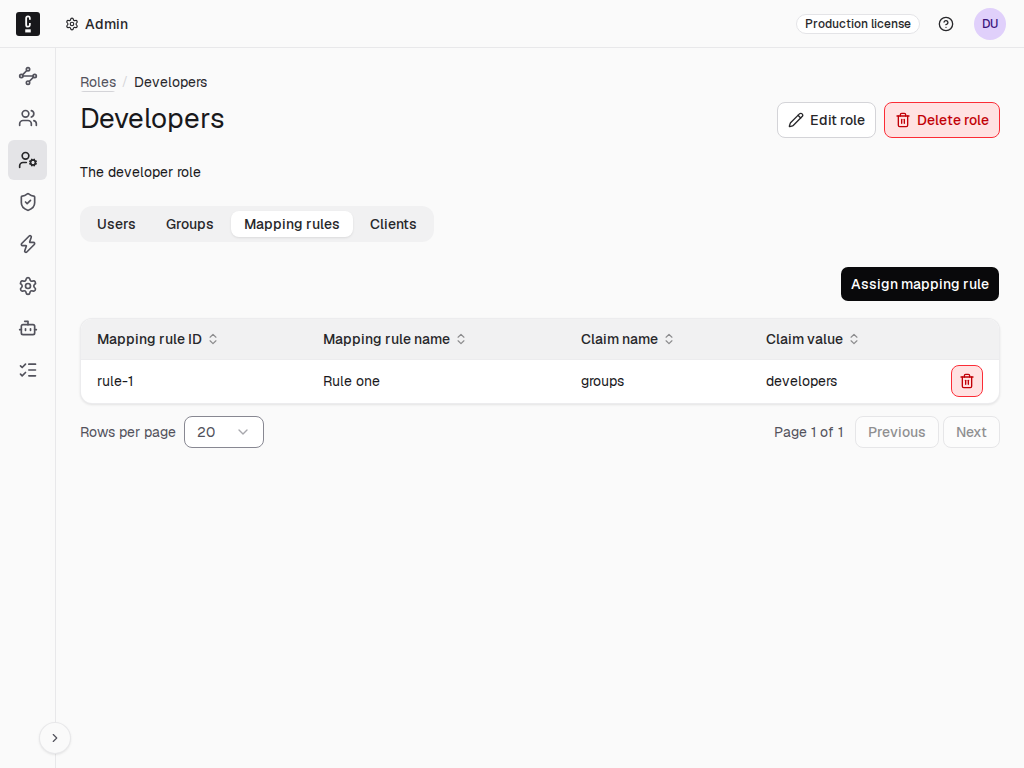 Admin
Production license
DU
Roles / Developers
Developers
Edit role
Delete role
The developer role
Users
Groups
Mapping rules
Clients
Assign mapping rule
Mapping rule ID
Mapping rule name
Claim name
Claim value
rule-1
Rule one
groups
developers
Rows per page
20
Page 1 of 1
Previous
Next